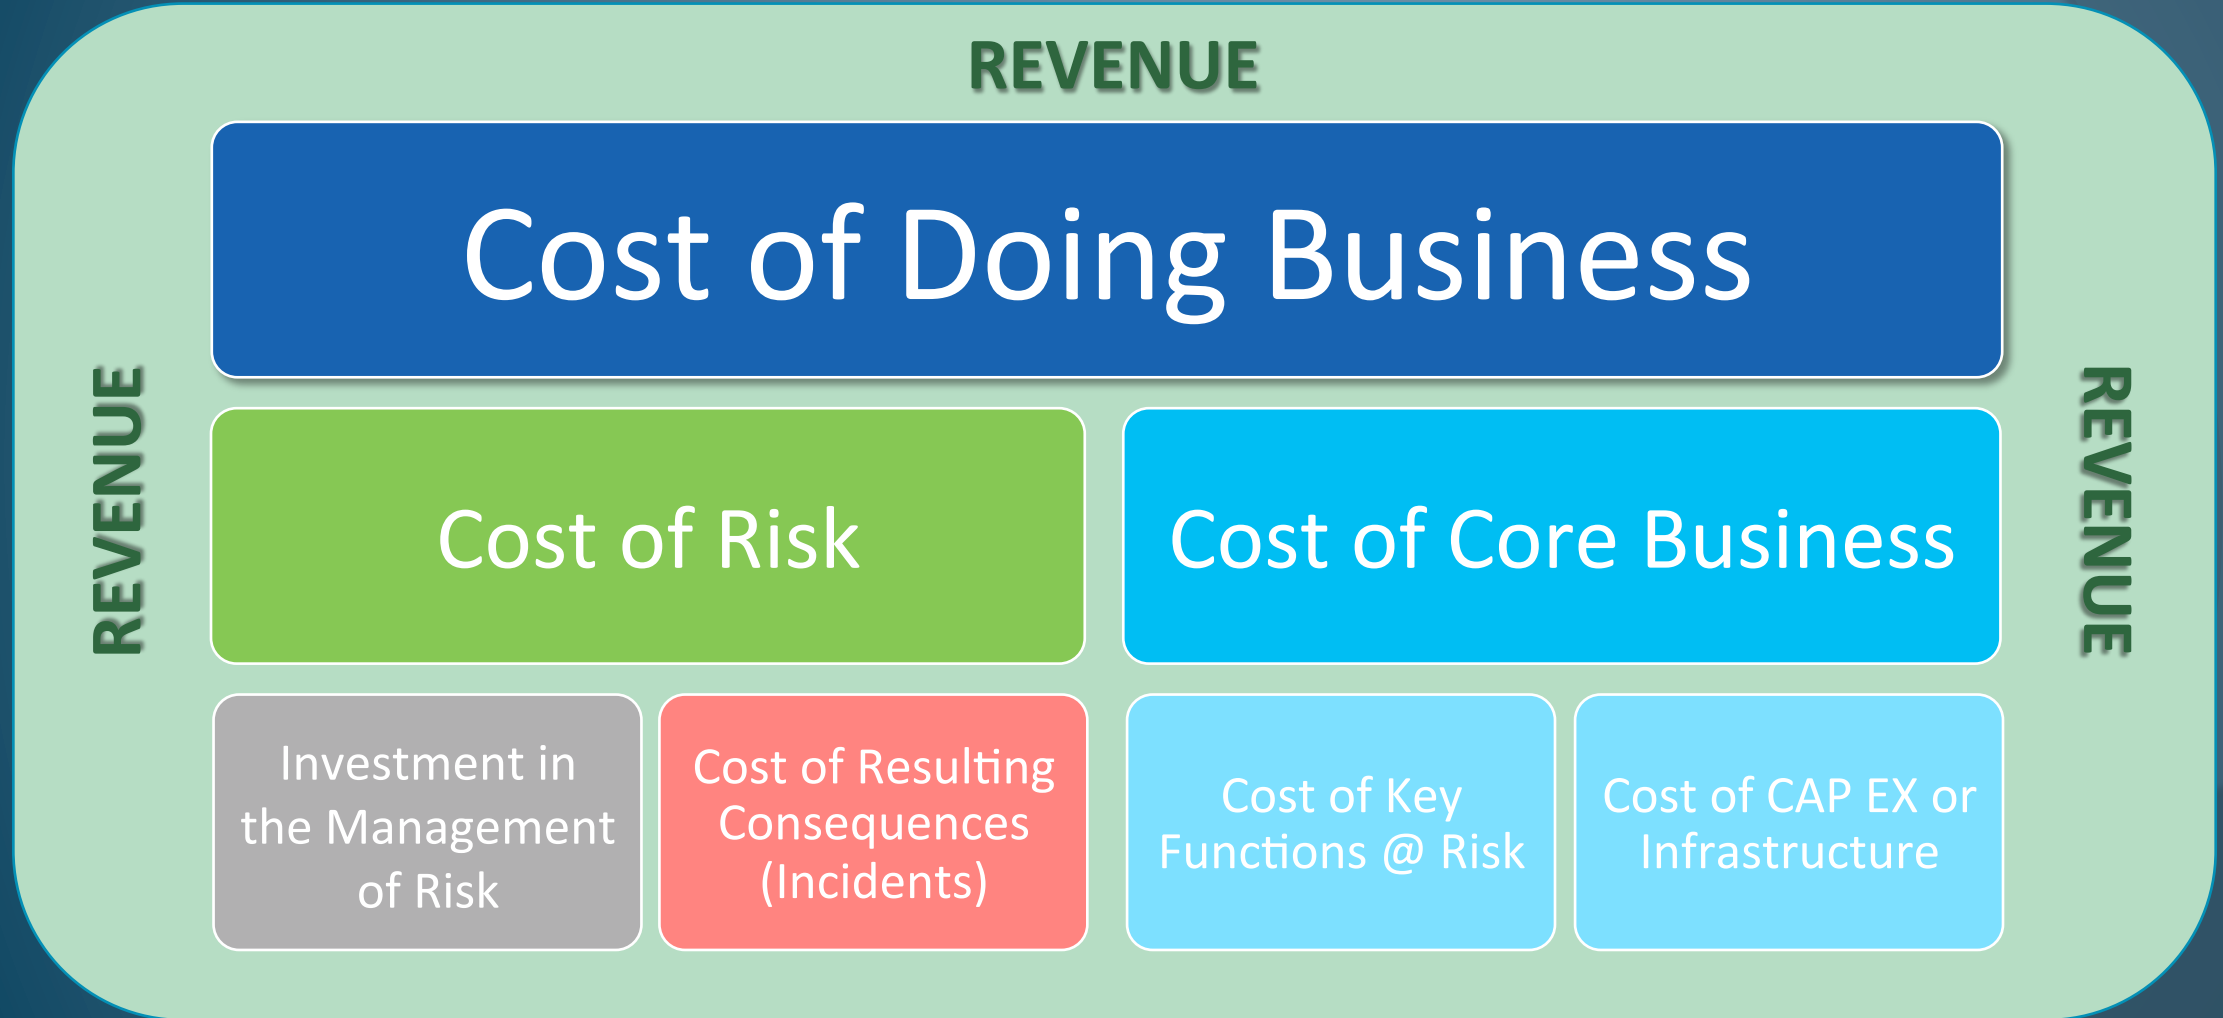 REVENUE
Cost of Doing Business
REVENUE
REVENUE
Cost of Risk
Cost of Core Business
Investment in
the Management
of Risk
Cost of Resulting
Consequences
(Incidents)
Cost of Key
Functions @ Risk
Cost of CAP EX or
Infrastructure